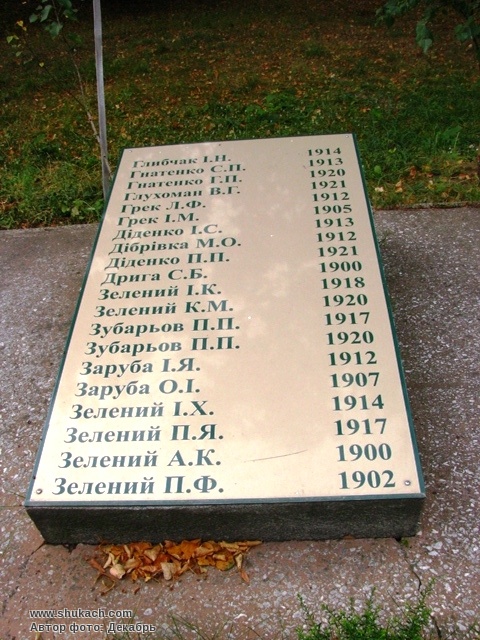 Глибчак І.Н. 1914
Гнатенко С.П. 1913
Гнатенко Г.П. 1920
Глухоман В.Г. 1921
Грек Л.Ф. 1912
Грек І.М. 1905
Діденко І.С. 1913
Дібрівка М.О. 1912
Діденко П.П. 1921
Дрига С.Б. 1900
Зелений І.К. 1918
Зелений К.М. 1920
Зубарьов П.П. 1917
Зубарьов П.П. 1920
Заруба І.Я. 1912
Заруба О.І. 1907
Зелений І.Х. 1914
Зелений П.Я. 1917
Зелений А.К. 1900
Зелений П.Ф. 1902
www.shukach.com
Автор фото: Декабрь